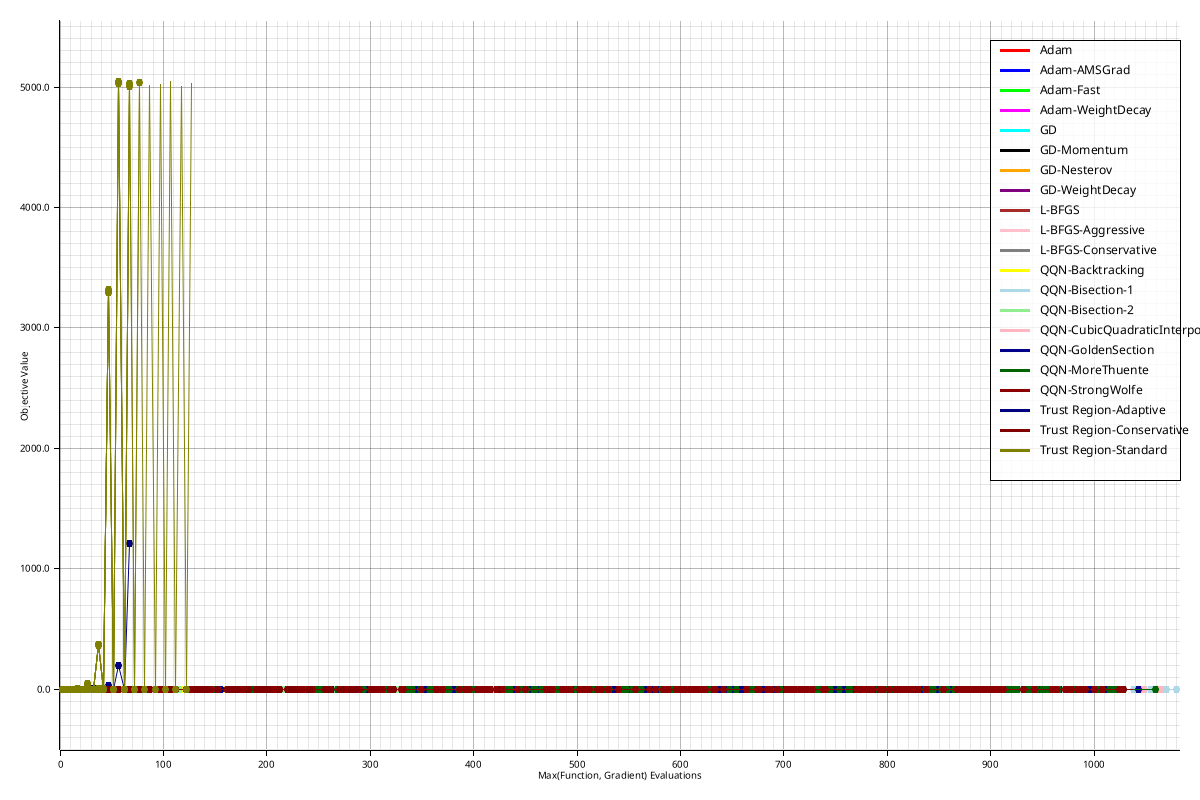 Adam
Adam-AMSGrad
Adam-Fast
Adam-WeightDecay
GD
GD-Momentum
GD-Nesterov
GD-WeightDecay
L-BFGS
L-BFGS-Aggressive
L-BFGS-Conservative
QQN-Backtracking
QQN-Bisection-1
QQN-Bisection-2
QQN-CubicQuadraticInterpo
QQN-GoldenSection
QQN-MoreThuente
QQN-StrongWolfe
Trust Region-Adaptive
Trust Region-Conservative
Trust Region-Standard
Objective Value
5000.0
4000.0
3000.0
2000.0
1000.0
0.0
0 100 200 300 400 500 600 700 800 900 1000
Max(Function, Gradient) Evaluations